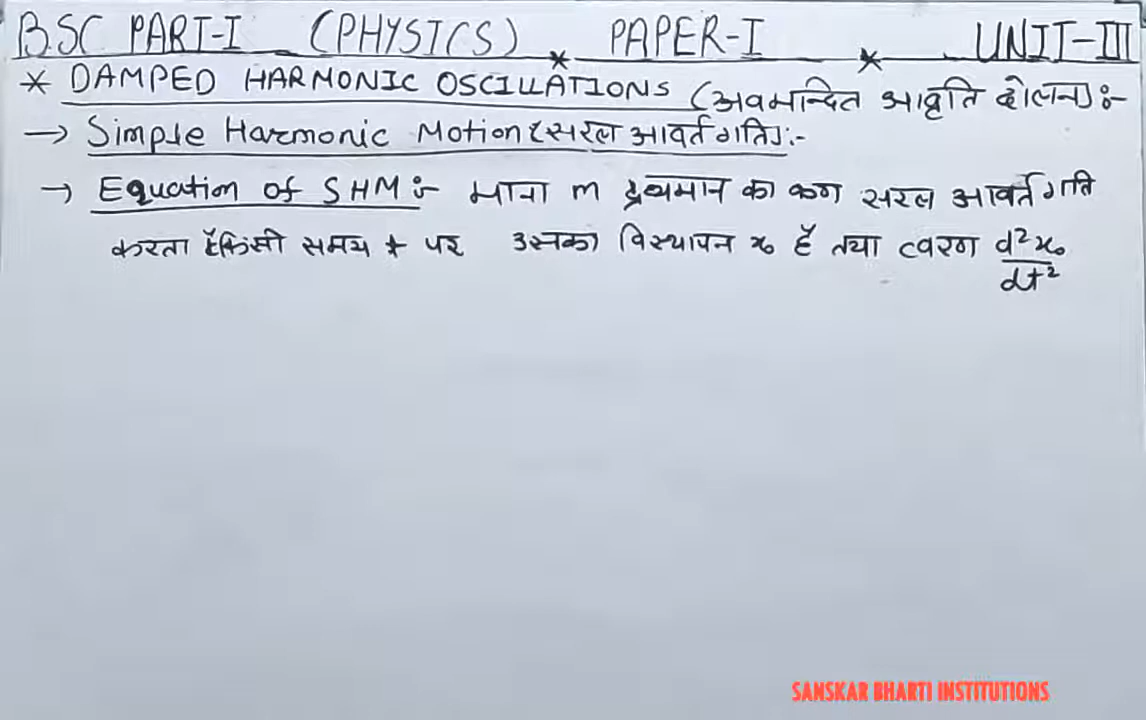 BSC PART-I (PHYSICS) * PAPER-I * UNIT-III
* DAMPED HARMONIC OSCILLATIONS (अवमन्दित आवृति दोलन) :-
→ Simple Harmonic Motion (सरल आवर्त गति) :-
→ Equation of SHM :- माना m द्रव्यमान का कण सरल आवर्त गति
करता है किसी समय t पर उसका विस्थापन x₀ है तथा त्वरण d²x₀/dt²
SANSKAR BHARTI INSTITUTIONS